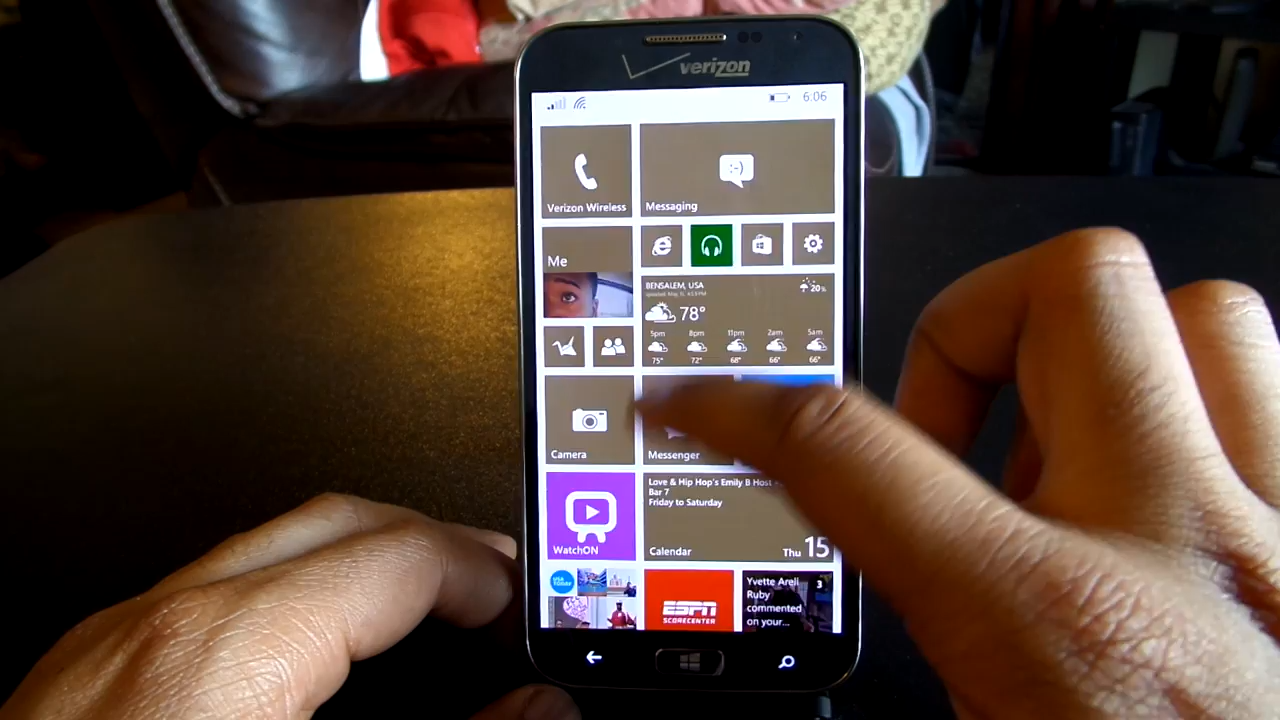 verizon
6:06
Verizon Wireless
Messaging
Me
BENSALEM, USA
20%
78°
5pm 8pm 11pm 2am 5am
75° 72° 68° 66° 66°
Camera
Messenger
Love & Hip Hop's Emily B Host
Bar 7
Friday to Saturday
WatchON
Calendar
Thu 15
USA TODAY
ESPN
SCORECENTER
Yvette Arell
Ruby
commented
on your...
3